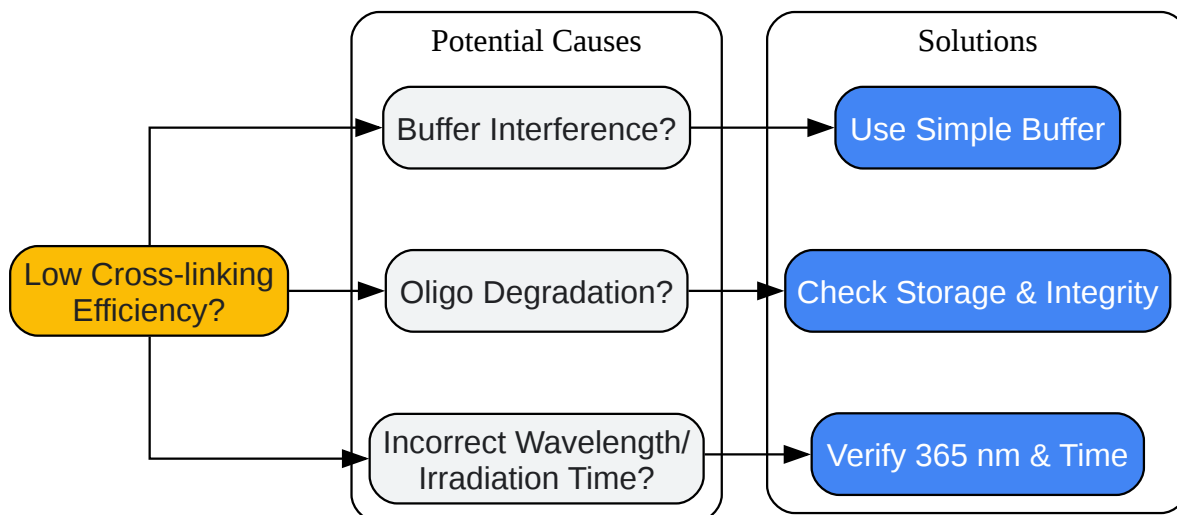 Potential Causes
Solutions
Buffer Interference?
Use Simple Buffer
Low Cross-linking
Efficiency?
Oligo Degradation?
Check Storage & Integrity
Incorrect Wavelength/
Irradiation Time?
Verify 365 nm & Time